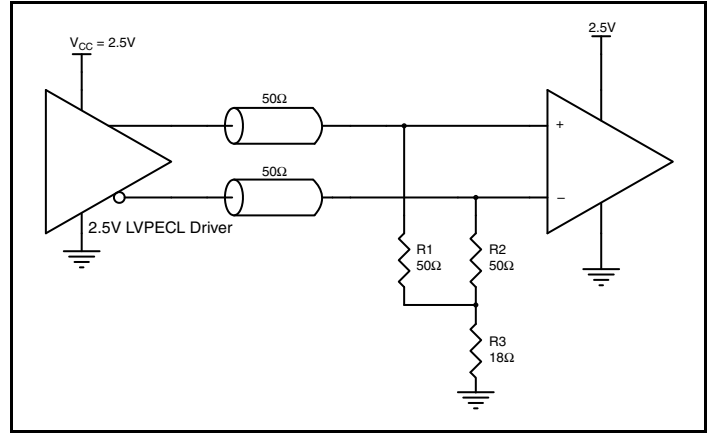 2.5V
V_CC = 2.5V
50Ω
+
50Ω
–
2.5V LVPECL Driver
R1
50Ω
R2
50Ω
R3
18Ω